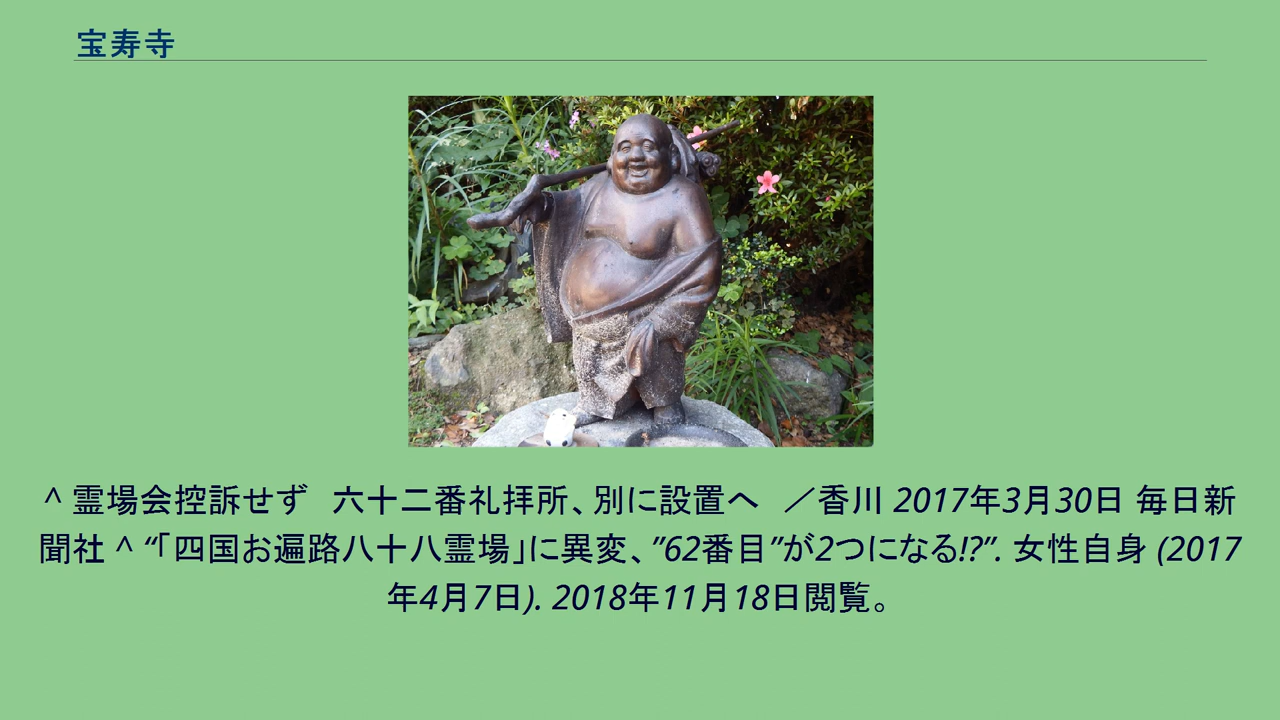 宝寿寺
^ 霊場会控訴せず　六十二番礼拝所、別に設置へ　／香川 2017年3月30日 毎日新
聞社 ^ “「四国お遍路八十八霊場」に異変、”62番目”が2つになる!?”. 女性自身 (2017
年4月7日). 2018年11月18日閲覧。